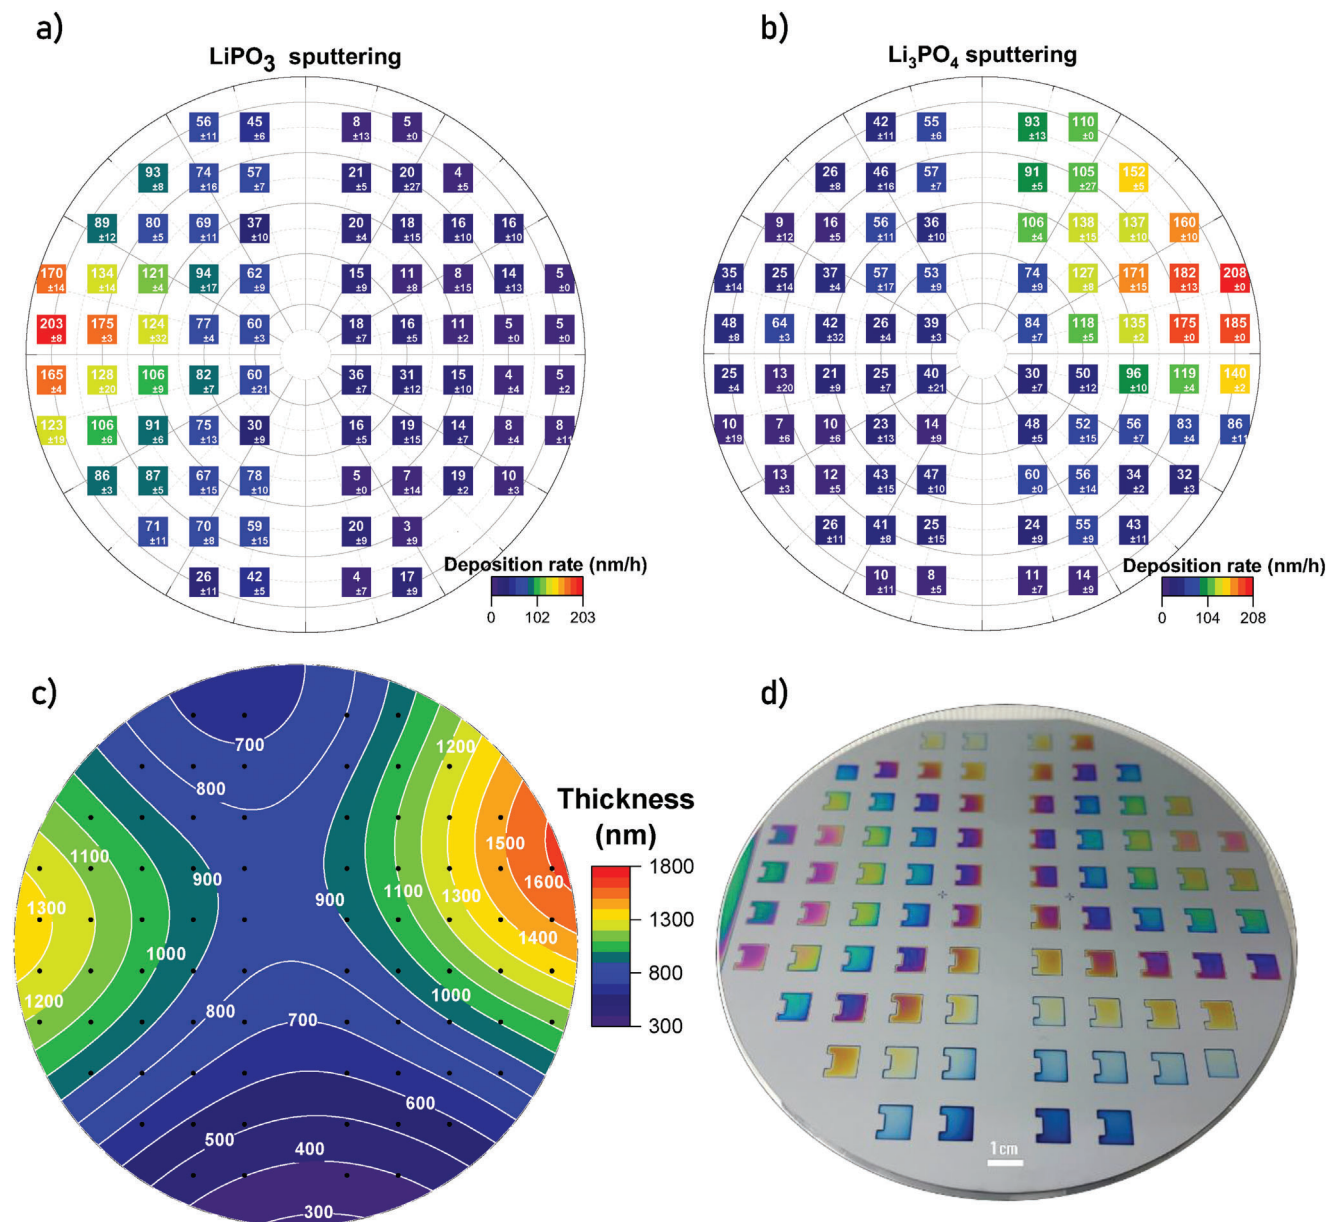 a)
LiPO3 sputtering
56 45 8 5
±11 ±6 ±13 ±0
93 74 57 21 20 4
±8 ±16 ±7 ±5 ±27 ±5
89 80 69 37 20 18 16 16
±12 ±5 ±11 ±10 ±4 ±15 ±10 ±10
170 134 121 94 62 15 11 8 14 5
±14 ±14 ±4 ±17 ±9 ±9 ±8 ±15 ±13 ±0
203 175 124 77 60 18 16 11 5 5
±8 ±3 ±32 ±4 ±3 ±7 ±5 ±2 ±0 ±0
165 128 106 82 60 36 31 15 4 5
±4 ±20 ±9 ±7 ±21 ±7 ±12 ±10 ±4 ±2
123 106 91 75 30 16 19 14 8 8
±19 ±6 ±6 ±13 ±9 ±5 ±15 ±7 ±4 ±11
86 87 67 78 5 7 19 10
±3 ±5 ±15 ±10 ±0 ±14 ±2 ±3
71 70 59 20 3
±11 ±8 ±15 ±9 ±9
26 42 4 17
±11 ±5 ±7 ±9
Deposition rate (nm/h)
0 102 203
b)
Li3PO4 sputtering
42 55 93 110
±11 ±6 ±13 ±0
26 46 57 91 105 152
±8 ±16 ±7 ±5 ±27 ±5
9 16 56 36 106 138 137 160
±12 ±5 ±11 ±10 ±4 ±15 ±10 ±10
35 25 37 57 53 74 127 171 182 208
±14 ±14 ±4 ±17 ±9 ±9 ±8 ±15 ±13 ±0
48 64 42 26 39 84 118 135 175 185
±8 ±3 ±32 ±4 ±3 ±7 ±5 ±2 ±0 ±0
25 13 21 25 40 30 50 96 119 140
±4 ±20 ±9 ±7 ±21 ±7 ±12 ±10 ±4 ±2
10 7 10 23 14 48 52 56 83 86
±19 ±6 ±6 ±13 ±9 ±5 ±15 ±7 ±4 ±11
13 12 43 47 60 56 34 32
±3 ±5 ±15 ±10 ±0 ±14 ±2 ±3
26 41 25 24 55 43
±11 ±8 ±15 ±9 ±9 ±11
10 8 11 14
±11 ±5 ±7 ±9
Deposition rate (nm/h)
0 104 208
c)
700
1200
800
1500
1100
900
1600
900
1100
1300
1300
1400
1000
1000
1200
800
700
600
500
400
300
Thickness
(nm)
1800
1300
800
300
d)
1 cm